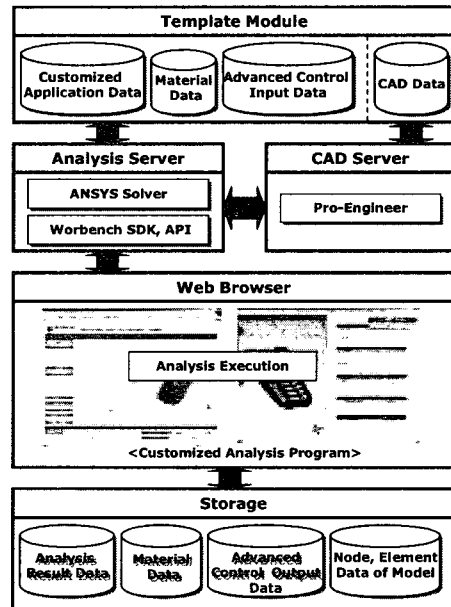 Template Module
Customized
Application Data
Material
Data
Advanced Control
Input Data
CAD Data
Analysis Server
ANSYS Solver
Worbench SDK, API
CAD Server
Pro-Engineer
Web Browser
Analysis Execution
<Customized Analysis Program>
Storage
Analysis
Result Data
Material
Data
Advanced
Control Output
Data
Node, Element
Data of Model